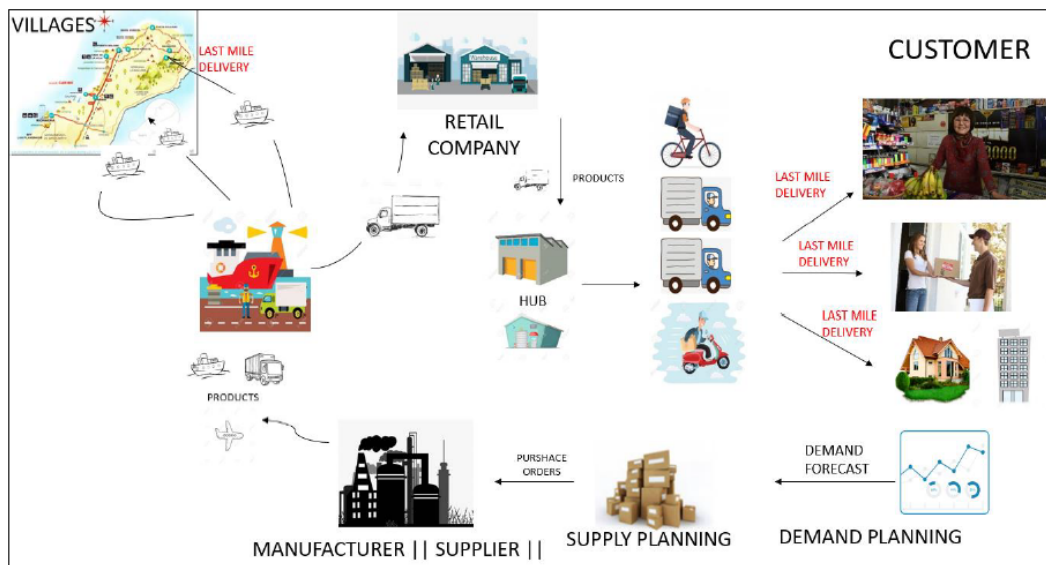 VILLAGES
LAST MILE
DELIVERY
CUSTOMER
RETAIL
COMPANY
PRODUCTS
LAST MILE
DELIVERY
LAST MILE
DELIVERY
HUB
LAST MILE
DELIVERY
PRODUCTS
PURSHACE
ORDERS
DEMAND
FORECAST
MANUFACTURER || SUPPLIER ||
SUPPLY PLANNING
DEMAND PLANNING